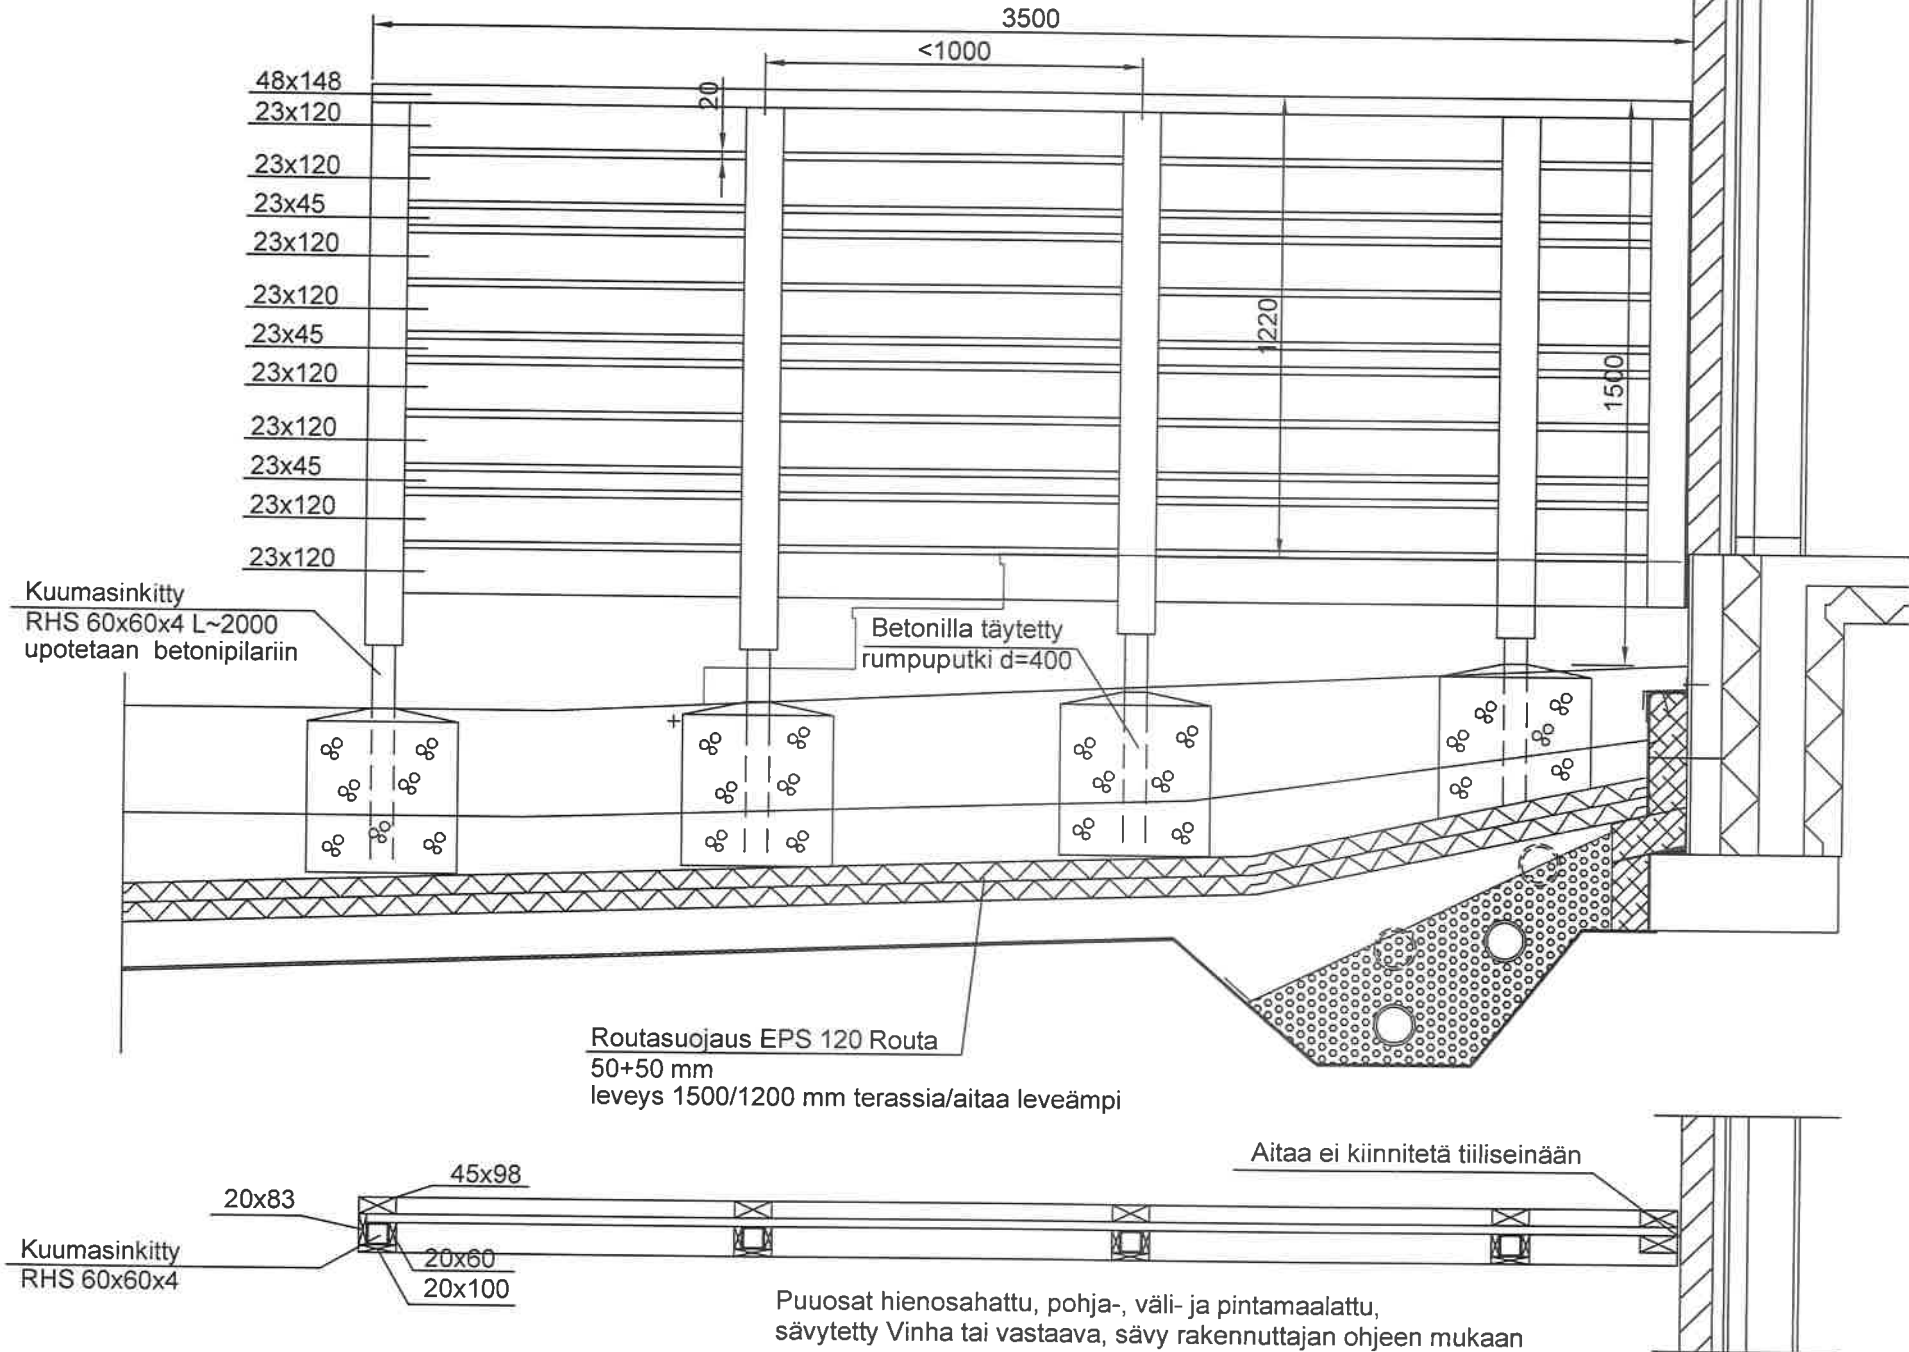 3500
<1000
48x148
20
23x120
23x120
23x45
23x120
23x120
1220
23x45
1500
23x120
23x120
23x45
23x120
23x120
Kuumasinkitty
RHS 60x60x4 L~2000
upotetaan betonipilariin
Betonilla täytetty
rumpuputki d=400
Routasuojaus EPS 120 Routa
50+50 mm
leveys 1500/1200 mm terassia/aitaa leveämpi
Aitaa ei kiinnitetä tiiliseinään
45x98
20x83
Kuumasinkitty
RHS 60x60x4
20x60
20x100
Puuosat hienosahattu, pohja-, väli- ja pintamaalattu,
sävytetty Vinha tai vastaava, sävy rakennuttajan ohjeen mukaan